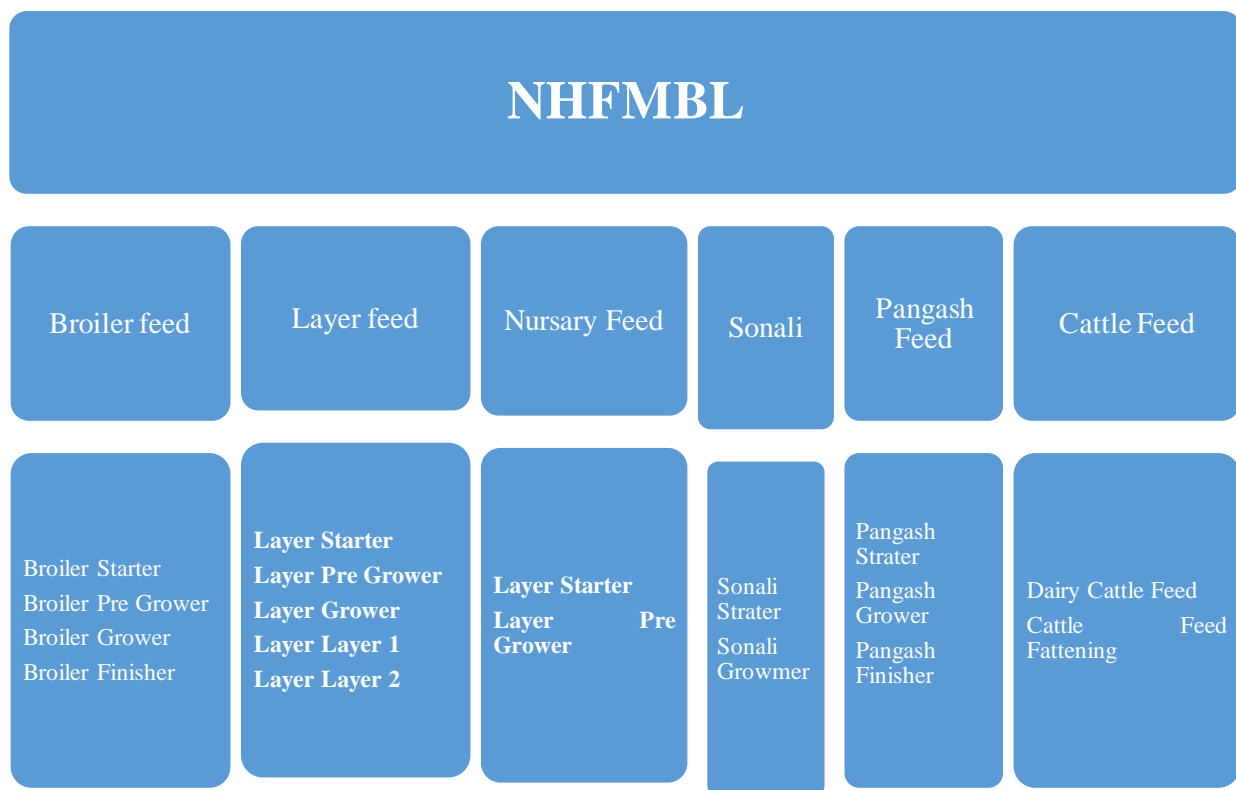 NHFMBL
Broiler feed
Layer feed
Nursary Feed
Sonali
Pangash
Feed
Cattle Feed
Broiler Starter
Broiler Pre Grower
Broiler Grower
Broiler Finisher
Layer Starter
Layer Pre Grower
Layer Grower
Layer Layer 1
Layer Layer 2
Layer Starter
Layer Pre
Grower
Sonali
Strater
Sonali
Growmer
Pangash
Strater
Pangash
Grower
Pangash
Finisher
Dairy Cattle Feed
Cattle Feed
Fattening